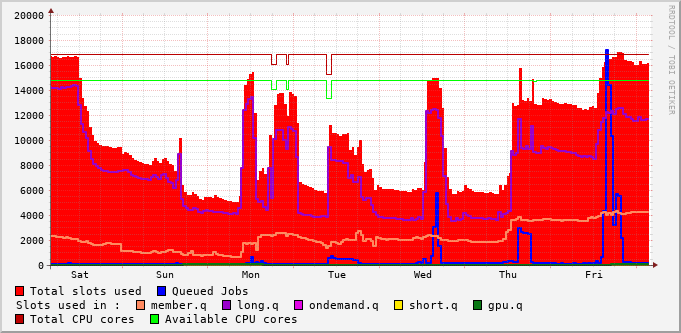 20000
18000
16000
14000
12000
10000
8000
6000
4000
2000
0
Sat Sun Mon Tue Wed Thu Fri
RRDTOOL / TOBI OETIKER
Total slots used Queued Jobs
Slots used in : member.q long.q ondemand.q short.q gpu.q
Total CPU cores Available CPU cores